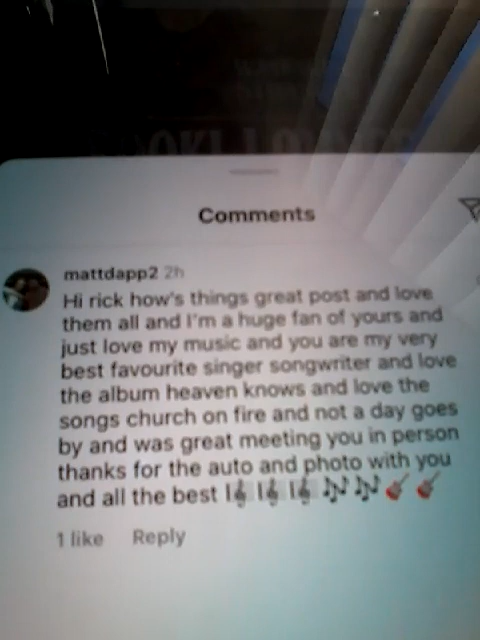 Comments
mattdapp2 2h
Hi rick how's things great post and love
them all and I'm a huge fan of yours and
just love my music and you are my very
best favourite singer songwriter and love
the album heaven knows and love the
songs church on fire and not a day goes
by and was great meeting you in person
thanks for the auto and photo with you
and all the best 🎼🎼🎼🎶🎶🎸🎸
1 like Reply